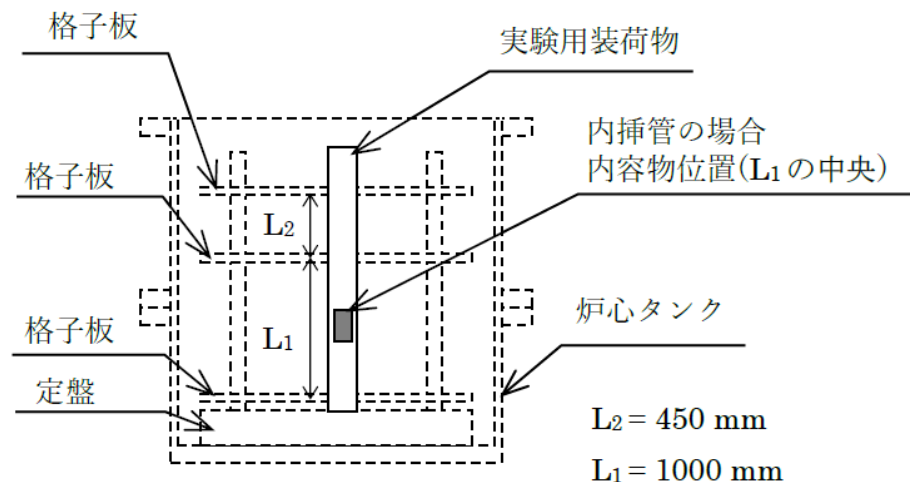 格子板
実験用装荷物
内挿管の場合
内容物位置(L1の中央)
格子板
L2
L1
炉心タンク
格子板
定盤
L2 = 450 mm
L1 = 1000 mm